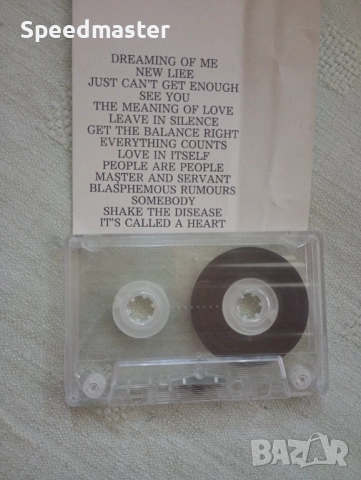 Speedmaster
DREAMING OF ME
NEW LIEE
JUST CAN'T GET ENOUGH
SEE YOU
THE MEANING OF LOVE
LEAVE IN SILENCE
GET THE BALANCE RIGHT
EVERYTHING COUNTS
LOVE IN ITSELF
PEOPLE ARE PEOPLE
MASTER AND SERVANT
BLASPHEMOUS RUMOURS
SOMEBODY
SHAKE THE DISEASE
IT'S CALLED A HEART
BAZAR
bg